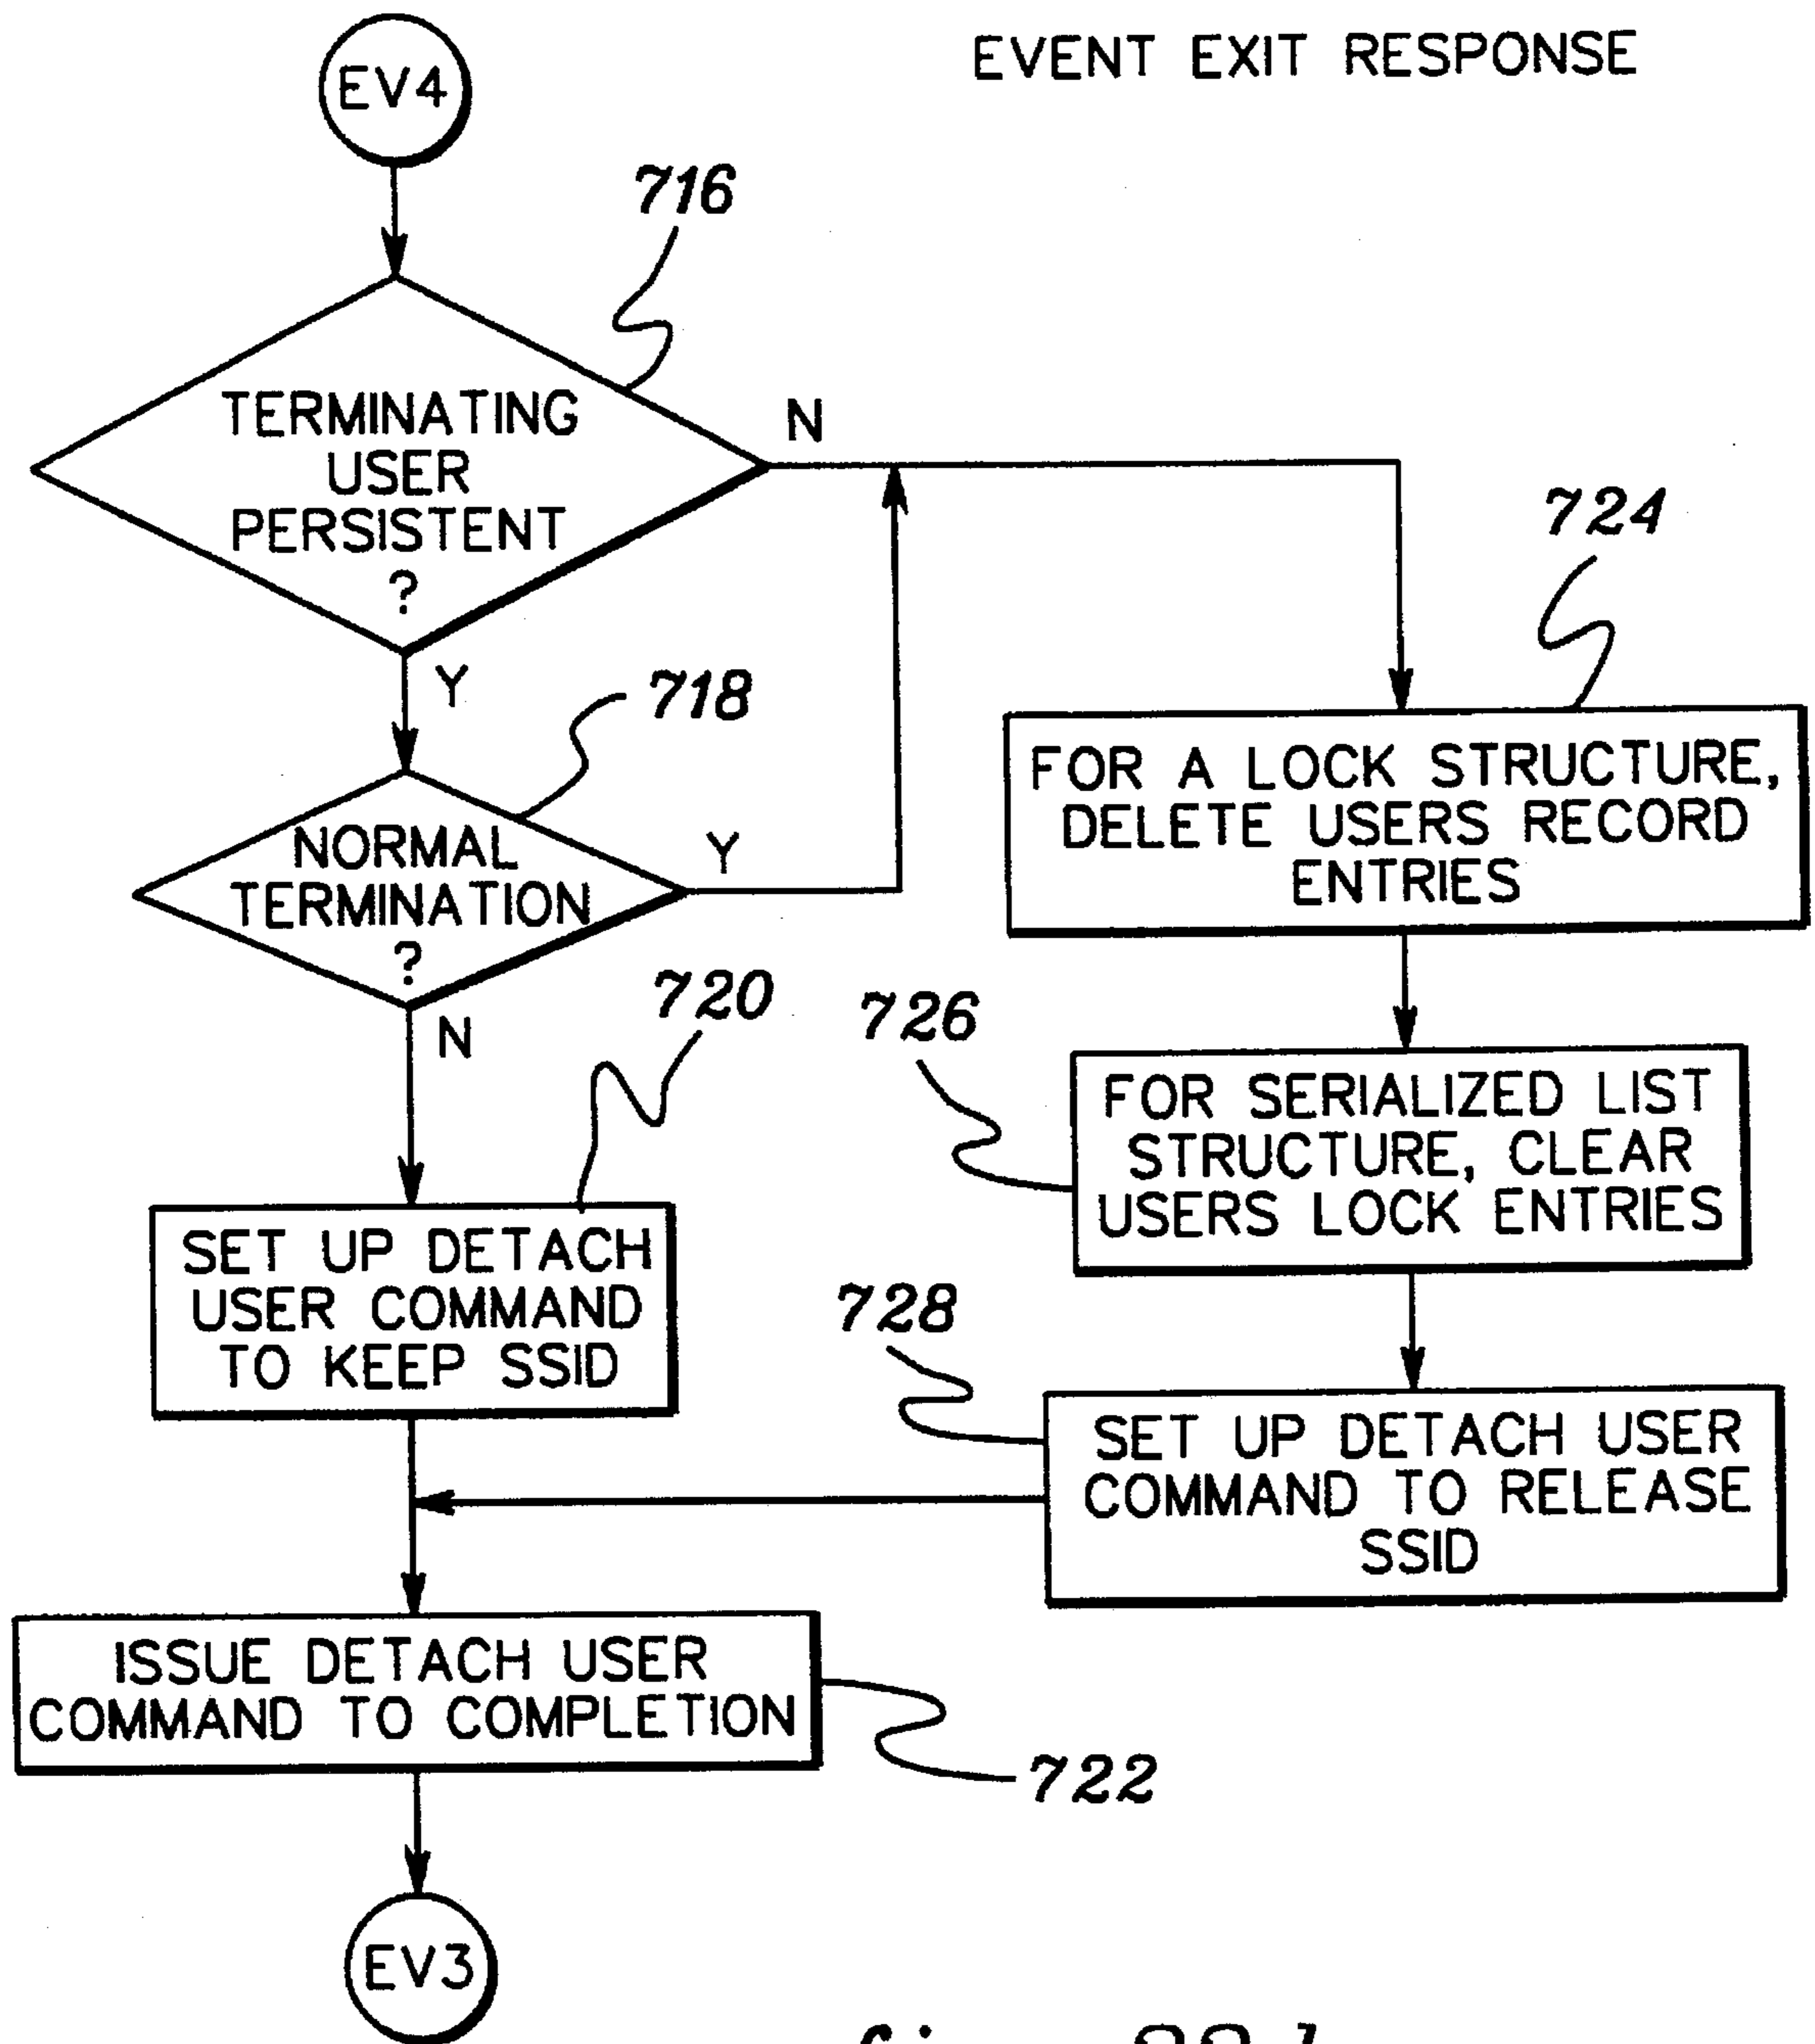 EVENT EXIT RESPONSE
EV4
716
TERMINATING
USER
PERSISTENT
?
N
Y
718
NORMAL
TERMINATION
?
Y
N
724
FOR A LOCK STRUCTURE,
DELETE USERS RECORD
ENTRIES
720
726
FOR SERIALIZED LIST
STRUCTURE, CLEAR
USERS LOCK ENTRIES
SET UP DETACH
USER COMMAND
TO KEEP SSID
728
SET UP DETACH USER
COMMAND TO RELEASE
SSID
ISSUE DETACH USER
COMMAND TO COMPLETION
722
EV3